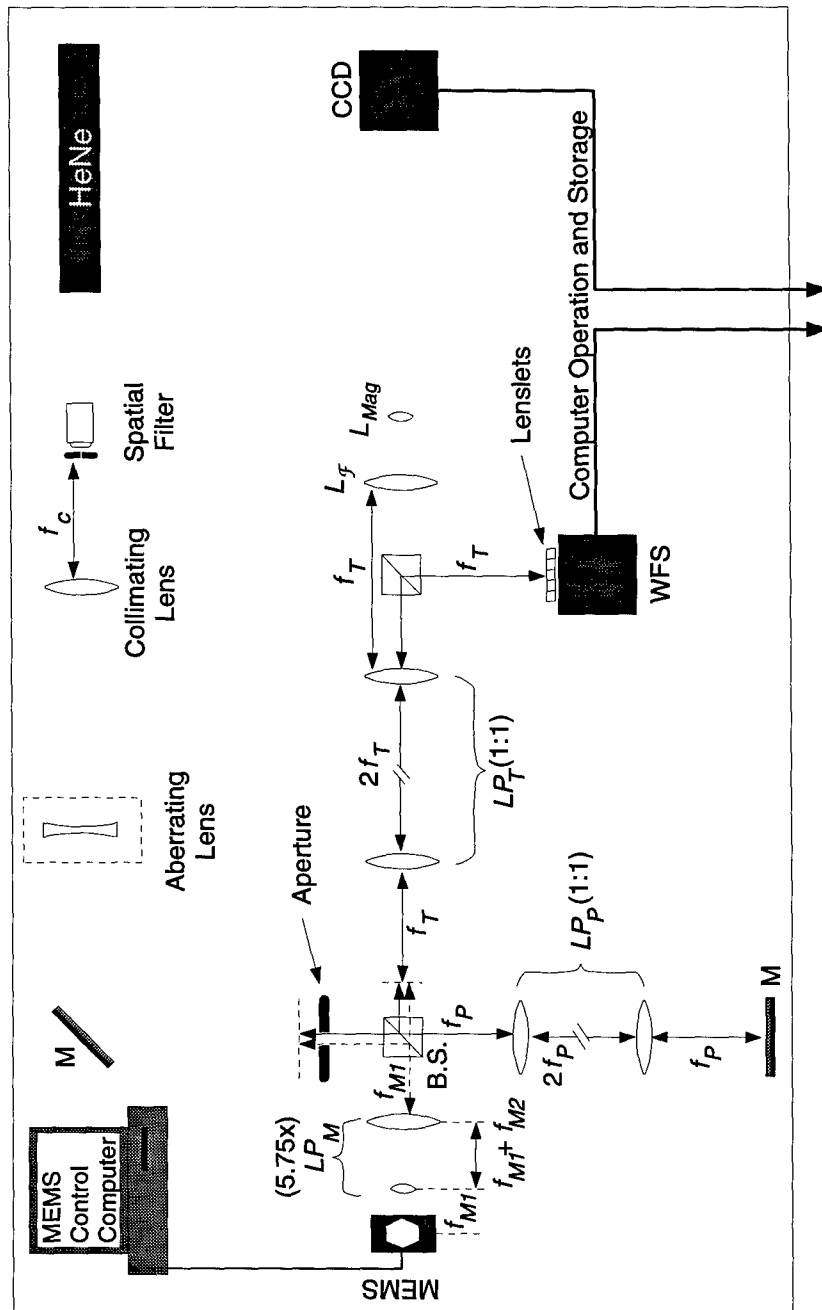 HeNe
Spatial
Filter
f_c
Collimating
Lens
Aberrating
Lens
M
MEMS
Control
Computer
CCD
L_Mag
L_ℱ
f_T
f_T
Lenslets
WFS
Computer Operation and Storage
2f_T
LP_T (1:1)
Aperture
f_T
f_P
B.S.
f_M1
LP_P (1:1)
2f_P
f_P
M
(5.75x)
LP_M
f_M1 + f_M2
f_M1
MEMS